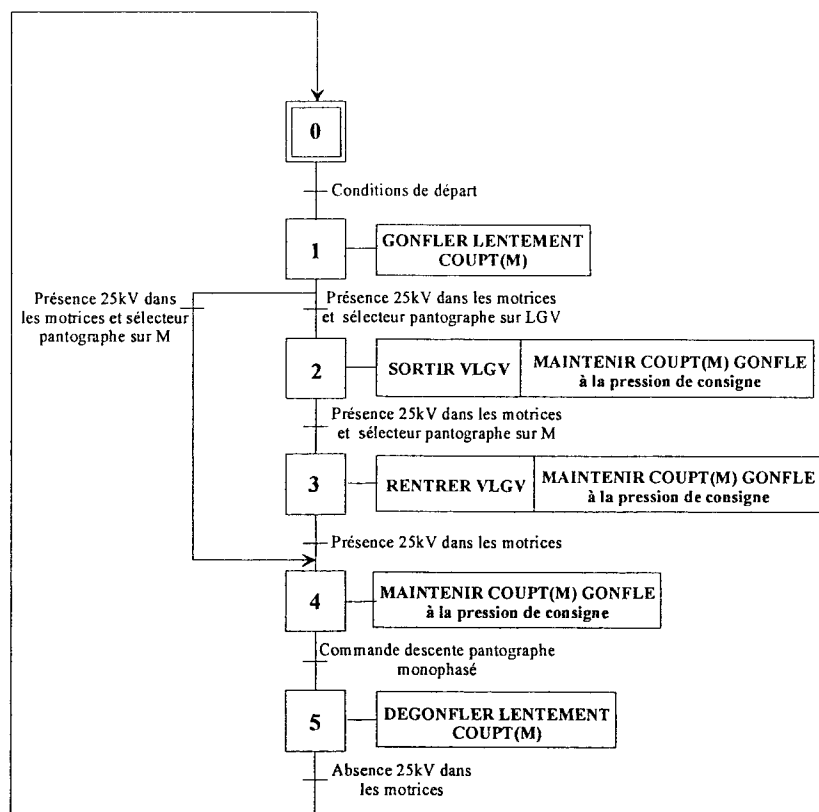 0
Conditions de départ
1
GONFLER LENTEMENT
COUPT(M)
Présence 25kV dans
les motrices et sélecteur
pantographe sur M
Présence 25kV dans les motrices
et sélecteur pantographe sur LGV
2
SORTIR VLGV
MAINTENIR COUPT(M) GONFLE
à la pression de consigne
Présence 25kV dans les motrices
et sélecteur pantographe sur M
3
RENTRER VLGV
MAINTENIR COUPT(M) GONFLE
à la pression de consigne
Présence 25kV dans les motrices
4
MAINTENIR COUPT(M) GONFLE
à la pression de consigne
Commande descente pantographe
monophasé
5
DEGONFLER LENTEMENT
COUPT(M)
Absence 25kV dans
les motrices